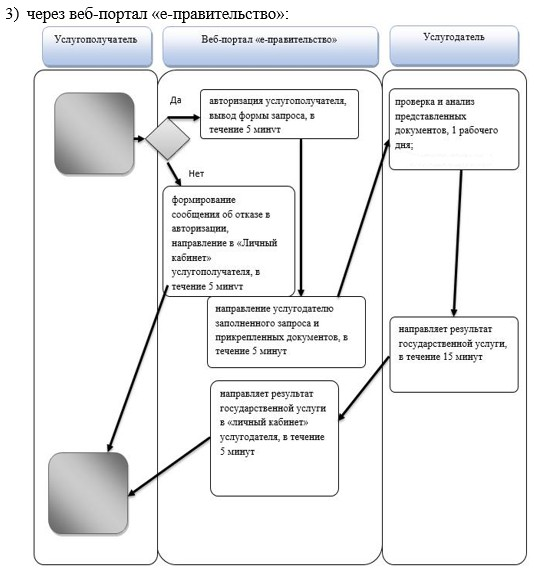 3) через веб-портал «е-правительство»:
Услугополучатель
Веб-портал «е-правительство»
Услугодатель
Да
авторизация услугополучателя,
вывод формы запроса, в
течение 5 минут
проверка и анализ
представленных
документов, 1 рабочего
дня;
Нет
формирование
сообщения об отказе в
авторизации,
направление в «Личный
кабинет»
услугополучателя, в
течение 5 минут
направление услугодателю
заполненного запроса и
прикрепленных документов, в
течение 5 минут
направляет результат
государственной услуги,
в течение 15 минут
направляет результат
государственной услуги
в «личный кабинет»
услугодателя, в течение
5 минут